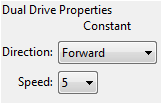 Dual Drive Properties
Constant
Direction: Forward
Speed: 5